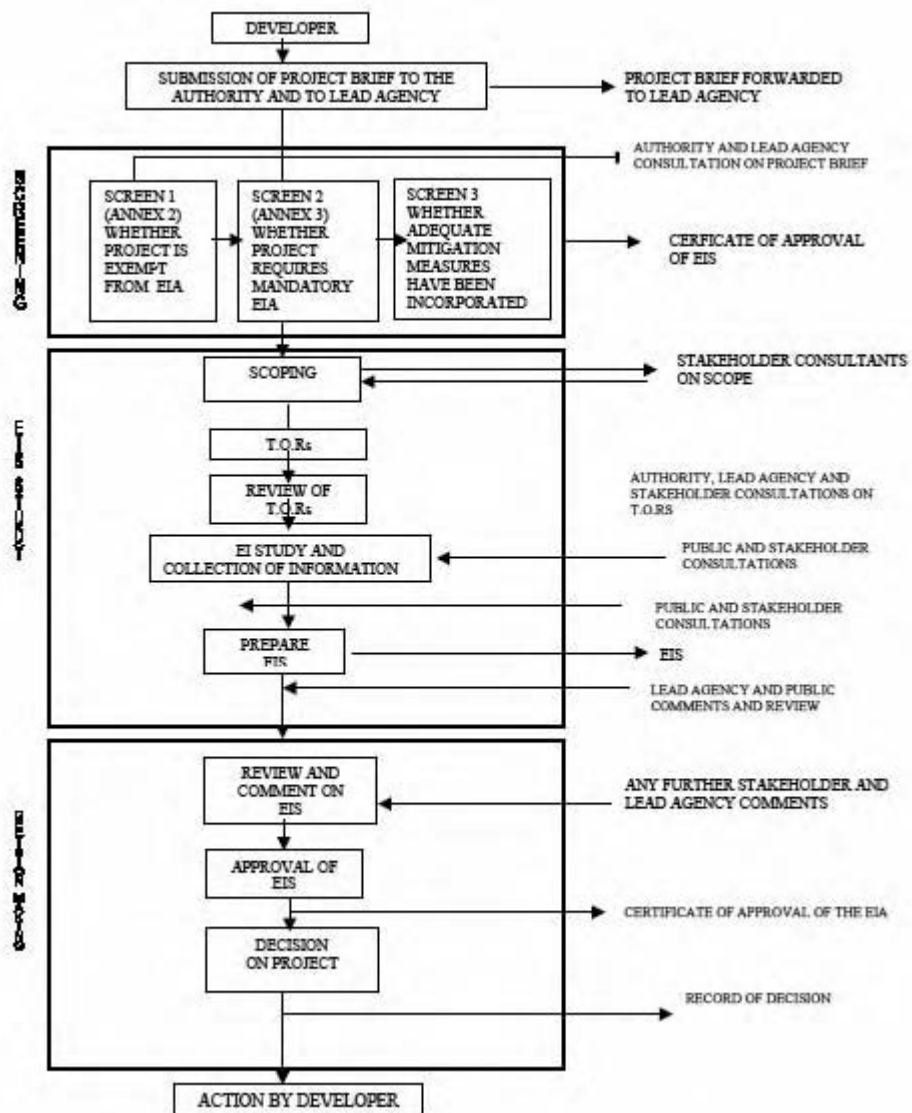 DEVELOPER
SUBMISSION OF PROJECT BRIEF TO THE
AUTHORITY AND TO LEAD AGENCY
PROJECT BRIEF FORWARDED
TO LEAD AGENCY
AUTHORITY AND LEAD AGENCY
CONSULTATION ON PROJECT BRIEF
SCREEN 1
(ANNEX 2)
WHETHER
PROJECT IS
EXEMPT
FROM EIA
SCREEN 2
(ANNEX 3)
WHETHER
PROJECT
REQUIRES
MANDATORY
EIA
SCREEN 3
WHETHER
ADEQUATE
MITIGATION
MEASURES
HAVE BEEN
INCORPORATED
CERFICATE OF APPROVAL
OF EIS
SCOPING
STAKEHOLDER CONSULTANTS
ON SCOPE
T.O.Rs
REVIEW OF
T.O.Rs
AUTHORITY, LEAD AGENCY AND
STAKEHOLDER CONSULTATIONS ON
T.O.RS
EI STUDY AND
COLLECTION OF INFORMATION
PUBLIC AND STAKEHOLDER
CONSULTATIONS
PUBLIC AND STAKEHOLDER
CONSULTATIONS
PREPARE
EIS
EIS
LEAD AGENCY AND PUBLIC
COMMENTS AND REVIEW
REVIEW AND
COMMENT ON
EIS
ANY FURTHER STAKEHOLDER AND
LEAD AGENCY COMMENTS
APPROVAL OF
EIS
CERTIFICATE OF APPROVAL OF THE EIA
DECISION
ON PROJECT
RECORD OF DECISION
ACTION BY DEVELOPER